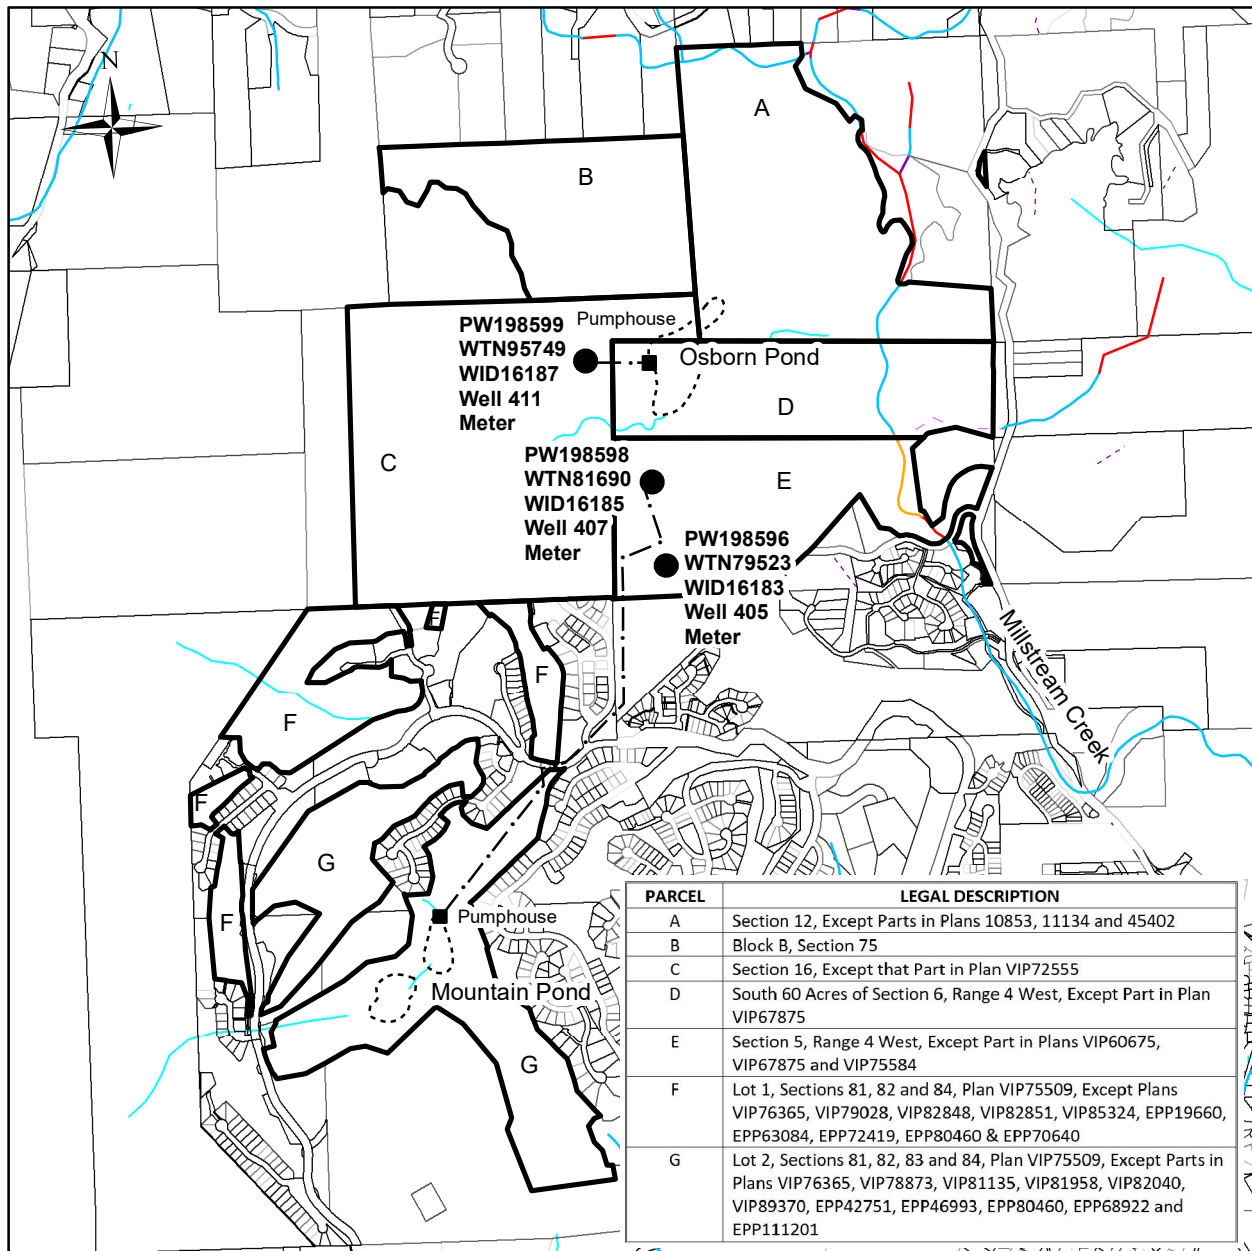 N
A
B
PW198599
WTN95749
WID16187
Well 411
Meter
Pumphouse
Osborn Pond
D
C
PW198598
WTN81690
WID16185
Well 407
Meter
E
PW198596
WTN79523
WID16183
Well 405
Meter
Millstream Creek
F
F
F
F
G
F
Pumphouse
Mountain Pond
G
PARCEL LEGAL DESCRIPTION
A Section 12, Except Parts in Plans 10853, 11134 and 45402
B Block B, Section 75
C Section 16, Except that Part in Plan VIP72555
D South 60 Acres of Section 6, Range 4 West, Except Part in Plan
VIP67875
E Section 5, Range 4 West, Except Part in Plans VIP60675,
VIP67875 and VIP75584
F Lot 1, Sections 81, 82 and 84, Plan VIP75509, Except Plans
VIP76365, VIP79028, VIP82848, VIP82851, VIP85324, EPP19660,
EPP63084, EPP72419, EPP80460 & EPP70640
G Lot 2, Sections 81, 82, 83 and 84, Plan VIP75509, Except Parts in
Plans VIP76365, VIP78873, VIP81135, VIP81958, VIP82040,
VIP89370, EPP42751, EPP46993, EPP80460, EPP68922 and
EPP111201